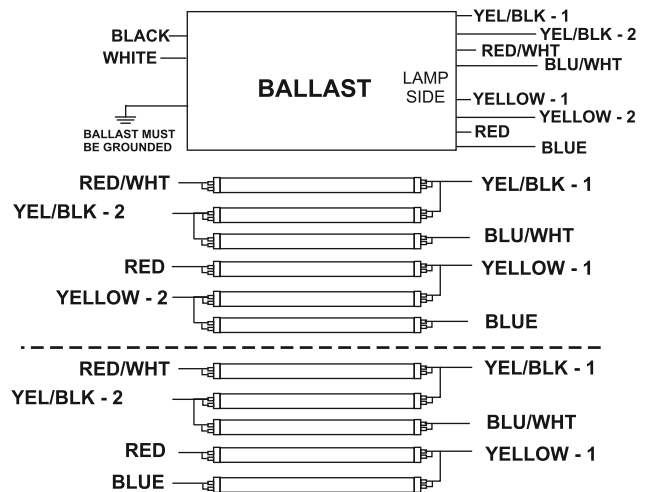 YEL/BLK - 1
YEL/BLK - 2
BLACK
RED/WHT
WHITE
BLU/WHT
LAMP
SIDE
BALLAST
YELLOW - 1
YELLOW - 2
RED
BALLAST MUST
BE GROUNDED
BLUE
RED/WHT
YEL/BLK - 1
YEL/BLK - 2
BLU/WHT
RED
YELLOW - 1
YELLOW - 2
BLUE
RED/WHT
YEL/BLK - 1
YEL/BLK - 2
BLU/WHT
RED
YELLOW - 1
BLUE